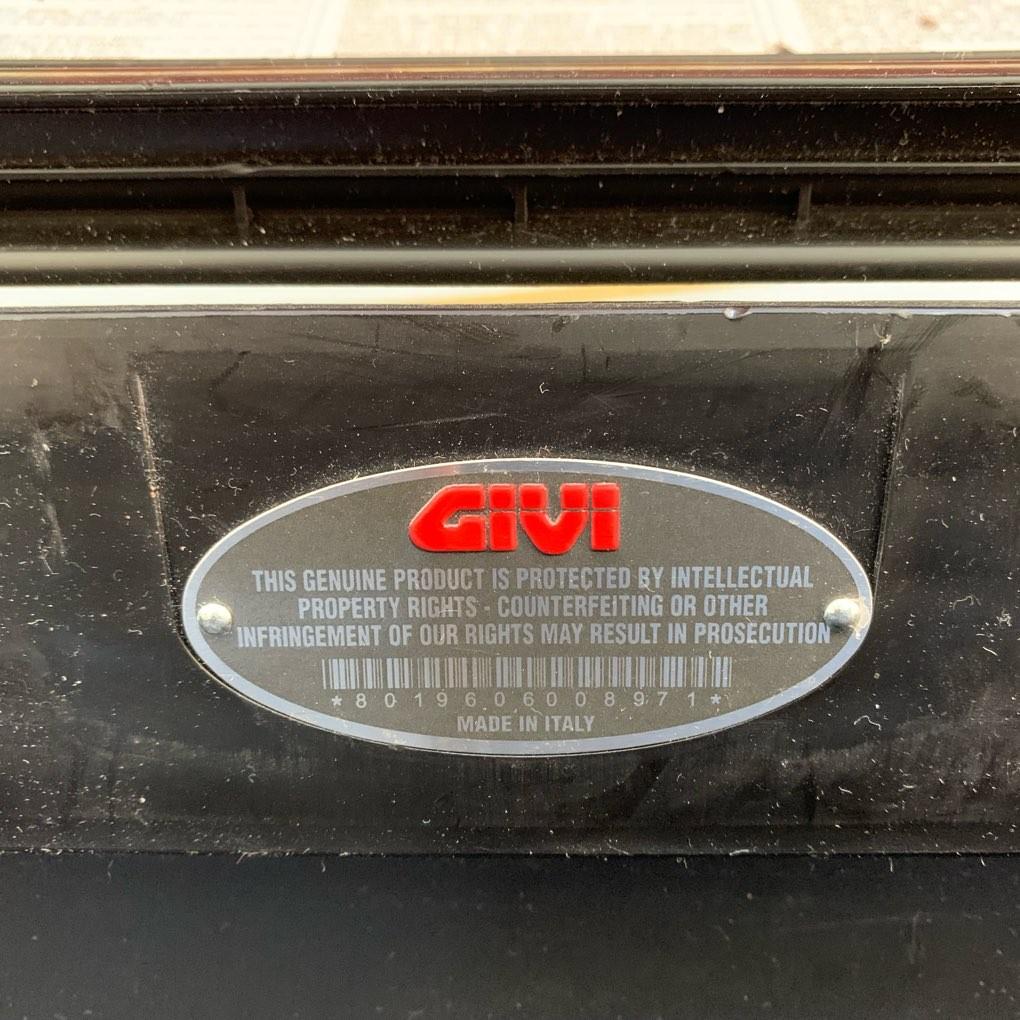 GIVI
THIS GENUINE PRODUCT IS PROTECTED BY INTELLECTUAL
PROPERTY RIGHTS - COUNTERFEITING OR OTHER
INFRINGEMENT OF OUR RIGHTS MAY RESULT IN PROSECUTION
*8019606008971*
MADE IN ITALY